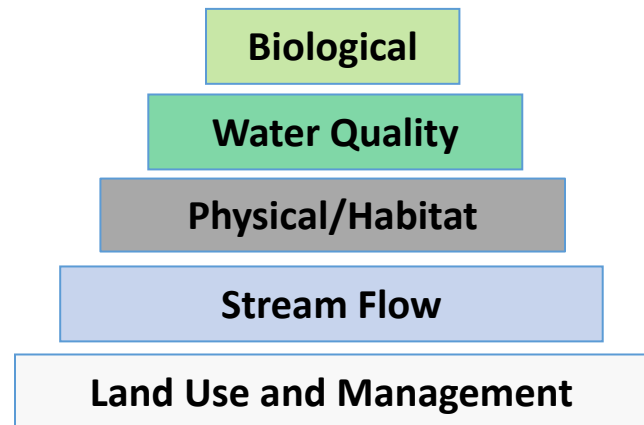 Biological
Water Quality
Physical/Habitat
Stream Flow
Land Use and Management